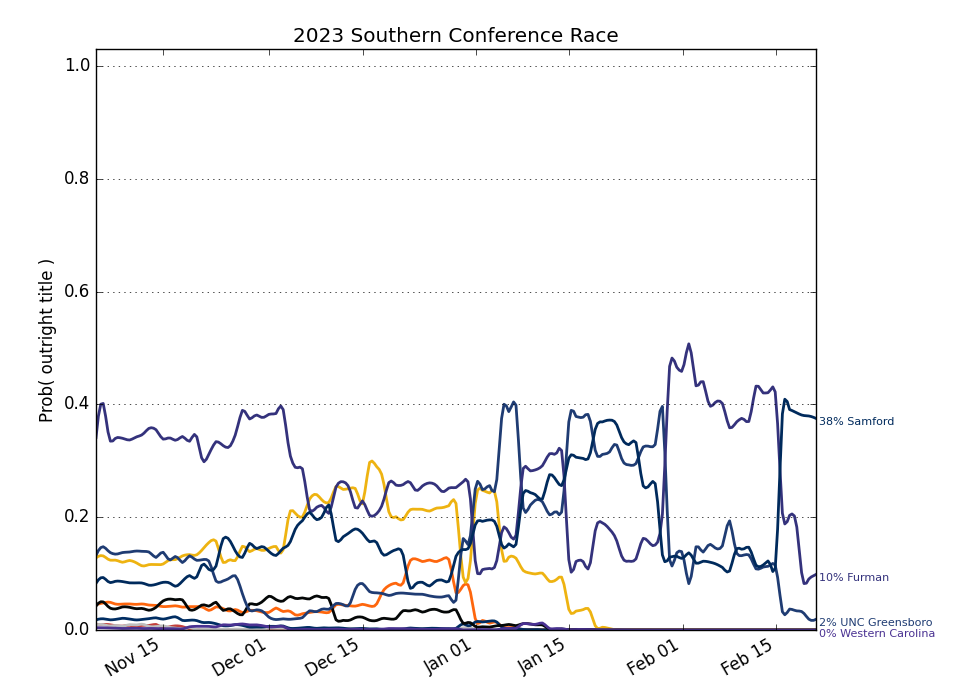 2023 Southern Conference Race
Prob( outright title )
1.0
0.8
0.6
0.4
0.2
0.0
38% Samford
10% Furman
2% UNC Greensboro
0% Western Carolina
Nov 15
Dec 01
Dec 15
Jan 01
Jan 15
Feb 01
Feb 15